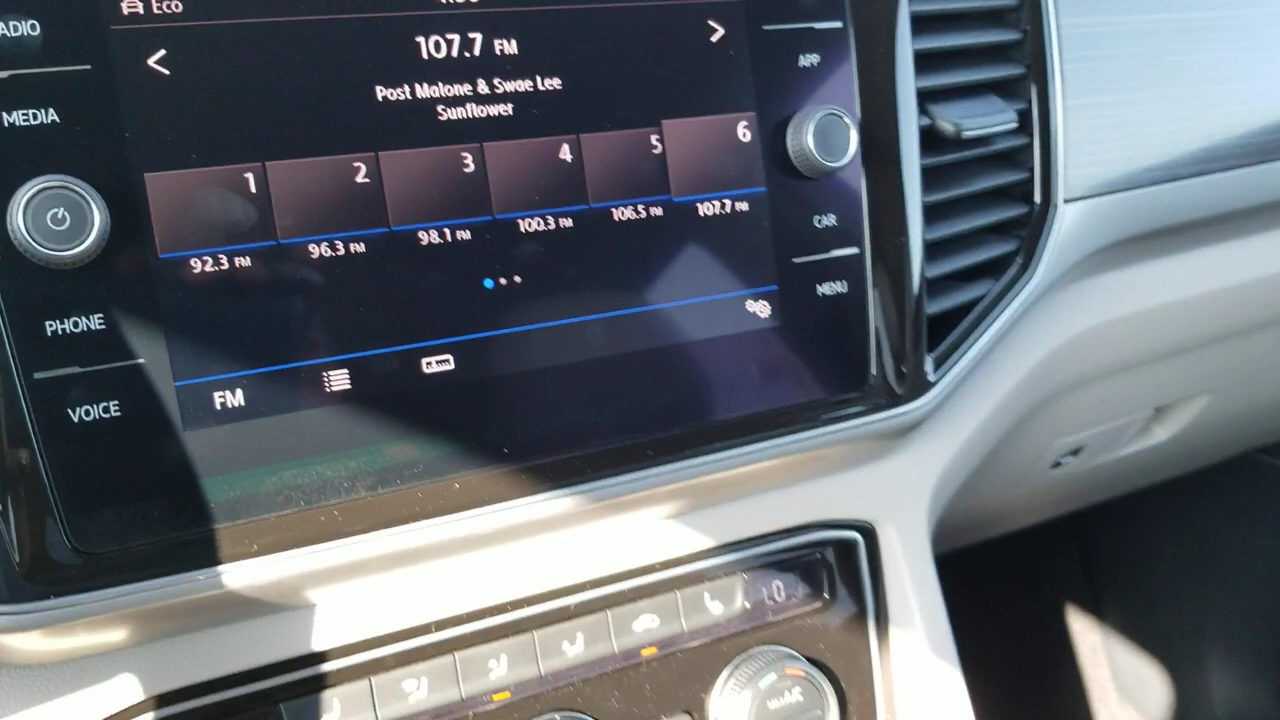 Eco
107.7 FM
Post Malone & Swae Lee
Sunflower
1
2
3
4
5
6
92.3 FM
96.3 FM
98.1 FM
100.3 FM
106.5 FM
107.7 FM
FM
MEDIA
PHONE
VOICE
APP
CAR
MENU
LO